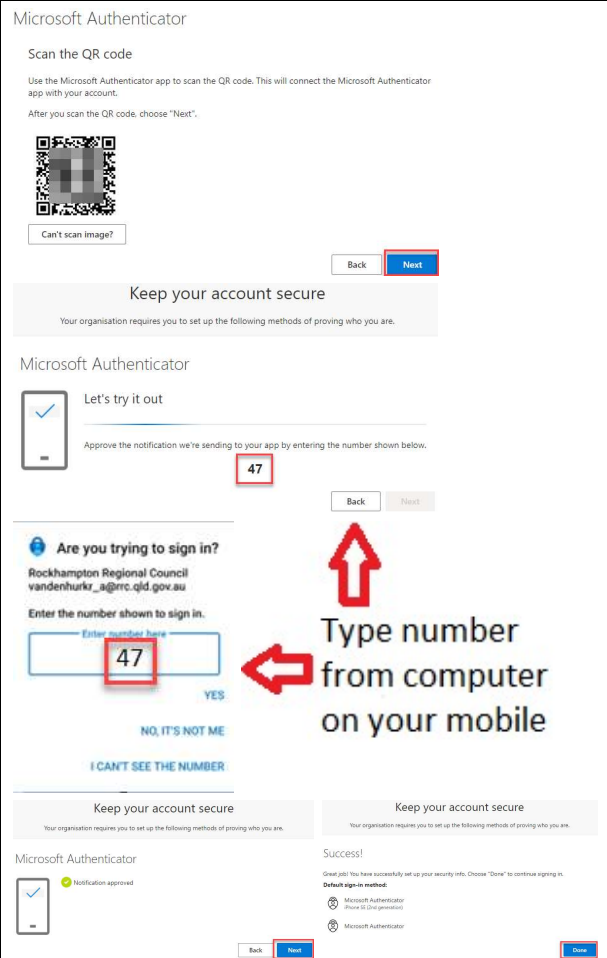 Microsoft Authenticator
Scan the QR code
Use the Microsoft Authenticator app to scan the QR code. This will connect the Microsoft Authenticator
app with your account.
After you scan the QR code, choose "Next".
Can't scan image?
Back
Next
Keep your account secure
Your organisation requires you to set up the following methods of proving who you are.
Microsoft Authenticator
Let's try it out
Approve the notification we're sending to your app by entering the number shown below.
47
Back
Next
Are you trying to sign in?
Rockhampton Regional Council
vandenhurkr_a@rrc.qld.gov.au
Enter the number shown to sign in.
Enter number here
47
YES
NO, IT'S NOT ME
I CAN'T SEE THE NUMBER
Type number
from computer
on your mobile
Keep your account secure
Your organisation requires you to set up the following methods of proving who you are.
Microsoft Authenticator
Notification approved
Back
Next
Keep your account secure
Your organisation requires you to set up the following methods of proving who you are.
Success!
Great job! You have successfully set up your security info. Choose "Done" to continue signing in.
Default sign-in method:
Microsoft Authenticator
iPhone SE (2nd generation)
Microsoft Authenticator
Done